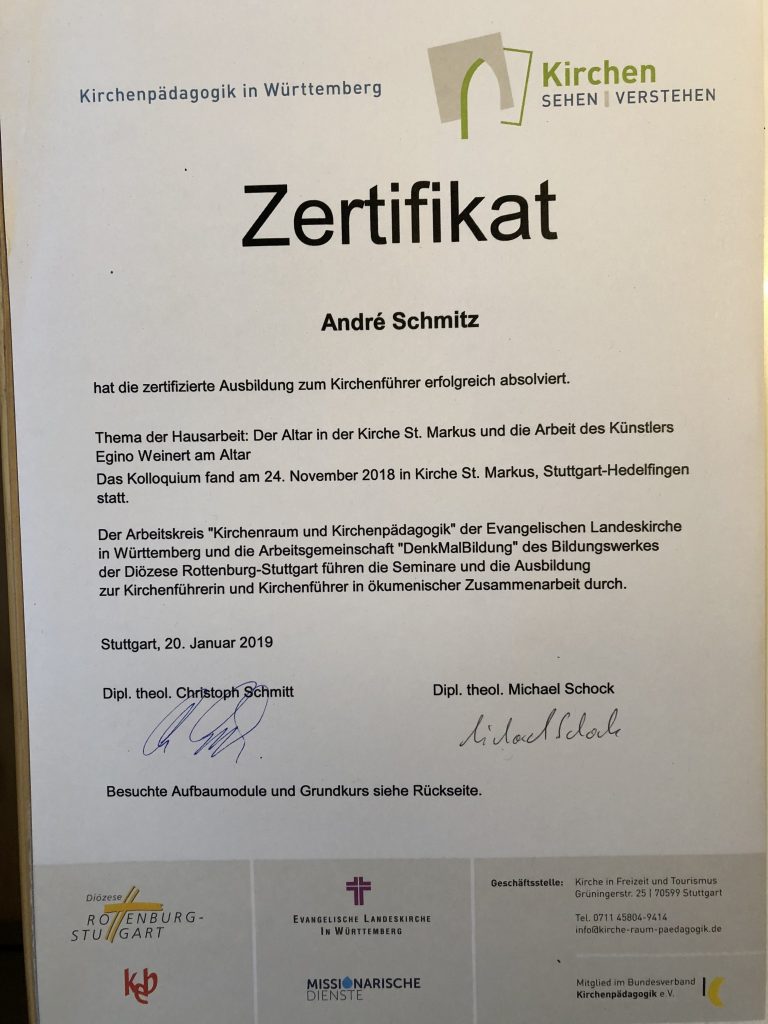 Kirchenpädagogik in Württemberg
Kirchen
SEHEN | VERSTEHEN
Zertifikat
André Schmitz
hat die zertifizierte Ausbildung zum Kirchenführer erfolgreich absolviert.
Thema der Hausarbeit: Der Altar in der Kirche St. Markus und die Arbeit des Künstlers
Egino Weinert am Altar
Das Kolloquium fand am 24. November 2018 in Kirche St. Markus, Stuttgart-Hedelfingen
statt.
Der Arbeitskreis "Kirchenraum und Kirchenpädagogik" der Evangelischen Landeskirche
in Württemberg und die Arbeitsgemeinschaft "DenkMalBildung" des Bildungswerkes
der Diözese Rottenburg-Stuttgart führen die Seminare und die Ausbildung
zur Kirchenführerin und Kirchenführer in ökumenischer Zusammenarbeit durch.
Stuttgart, 20. Januar 2019
Dipl. theol. Christoph Schmitt
Dipl. theol. Michael Schock
Michael Schock
Besuchte Aufbaumodule und Grundkurs siehe Rückseite.
Diözese
ROTTENBURG-
STUTTGART
keb
EVANGELISCHE LANDESKIRCHE
IN WÜRTTEMBERG
MISSIONARISCHE
DIENSTE
Geschäftsstelle: Kirche in Freizeit und Tourismus
Grüningerstr. 25 | 70599 Stuttgart
Tel. 0711 45804-9414
info@kirche-raum-paedagogik.de
Mitglied im Bundesverband
Kirchenpädagogik e.V.